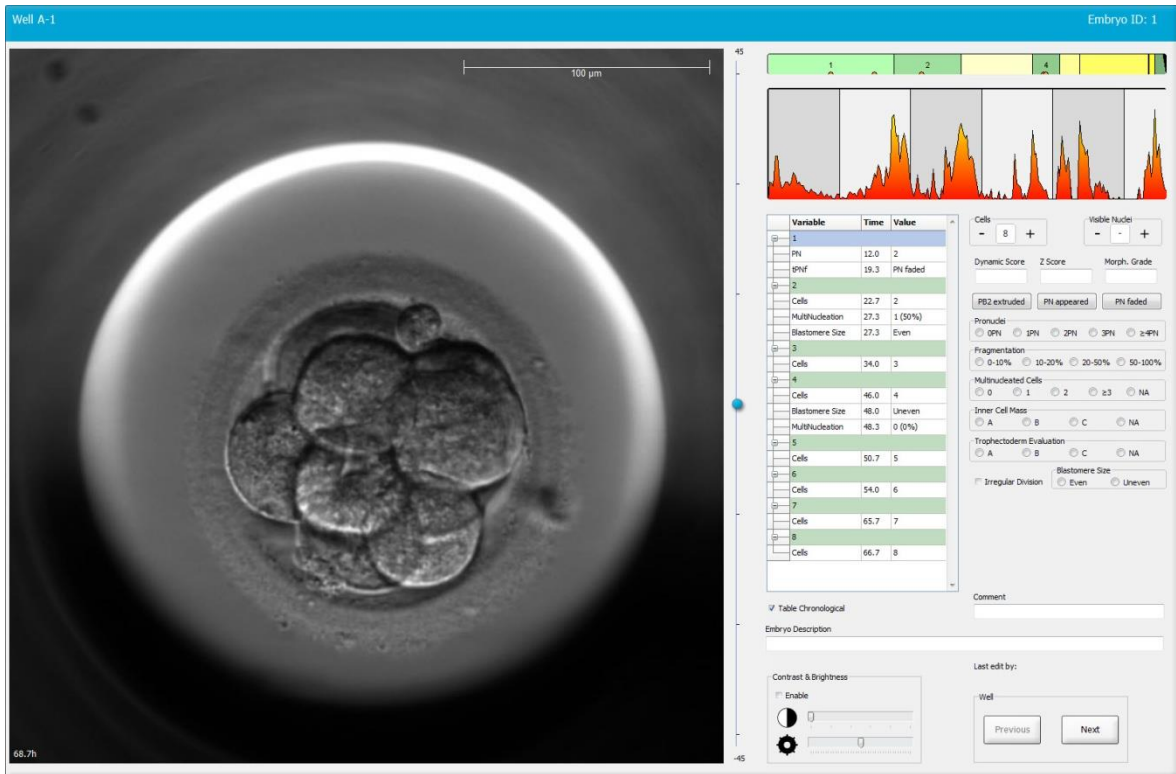 Well A-1 Embryo ID: 1
100 µm
68.7h
45
-45
1 2 4
Variable Time Value
1
PN 12.0 2
tPNf 19.3 PN faded
2
Cells 22.7 2
MultiNucleation 27.3 1 (50%)
Blastomere Size 27.3 Even
3
Cells 34.0 3
4
Cells 46.0 4
Blastomere Size 48.0 Uneven
MultiNucleation 48.3 0 (0%)
5
Cells 50.7 5
6
Cells 54.0 6
7
Cells 65.7 7
8
Cells 66.7 8
Table Chronological
Embryo Description
Contrast & Brightness
Enable
Cells Visible Nuclei
- 8 + - - +
Dynamic Score Z Score Morph. Grade
PB2 extruded PN appeared PN faded
Pronuclei
0PN 1PN 2PN 3PN ≥4PN
Fragmentation
0-10% 10-20% 20-50% 50-100%
Multinucleated Cells
0 1 2 ≥3 NA
Inner Cell Mass
A B C NA
Trophectoderm Evaluation
A B C NA
Blastomere Size
Irregular Division Even Uneven
Comment
Last edit by:
Well
Previous Next